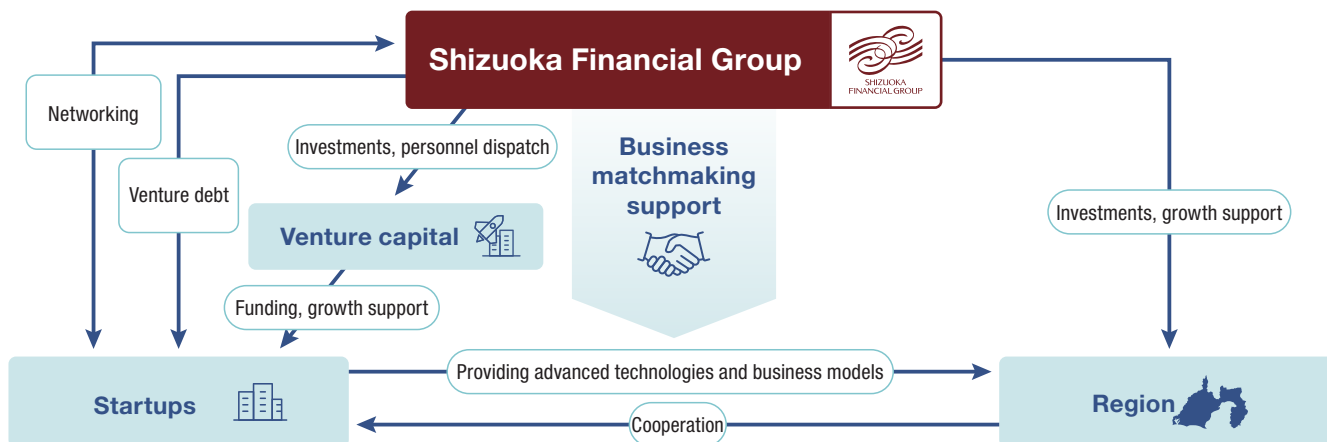 Shizuoka Financial Group
SHIZUOKA
FINANCIAL GROUP
Networking
Venture debt
Investments, personnel dispatch
Business
matchmaking
support
Venture capital
Investments, growth support
Funding, growth support
Startups
Providing advanced technologies and business models
Cooperation
Region